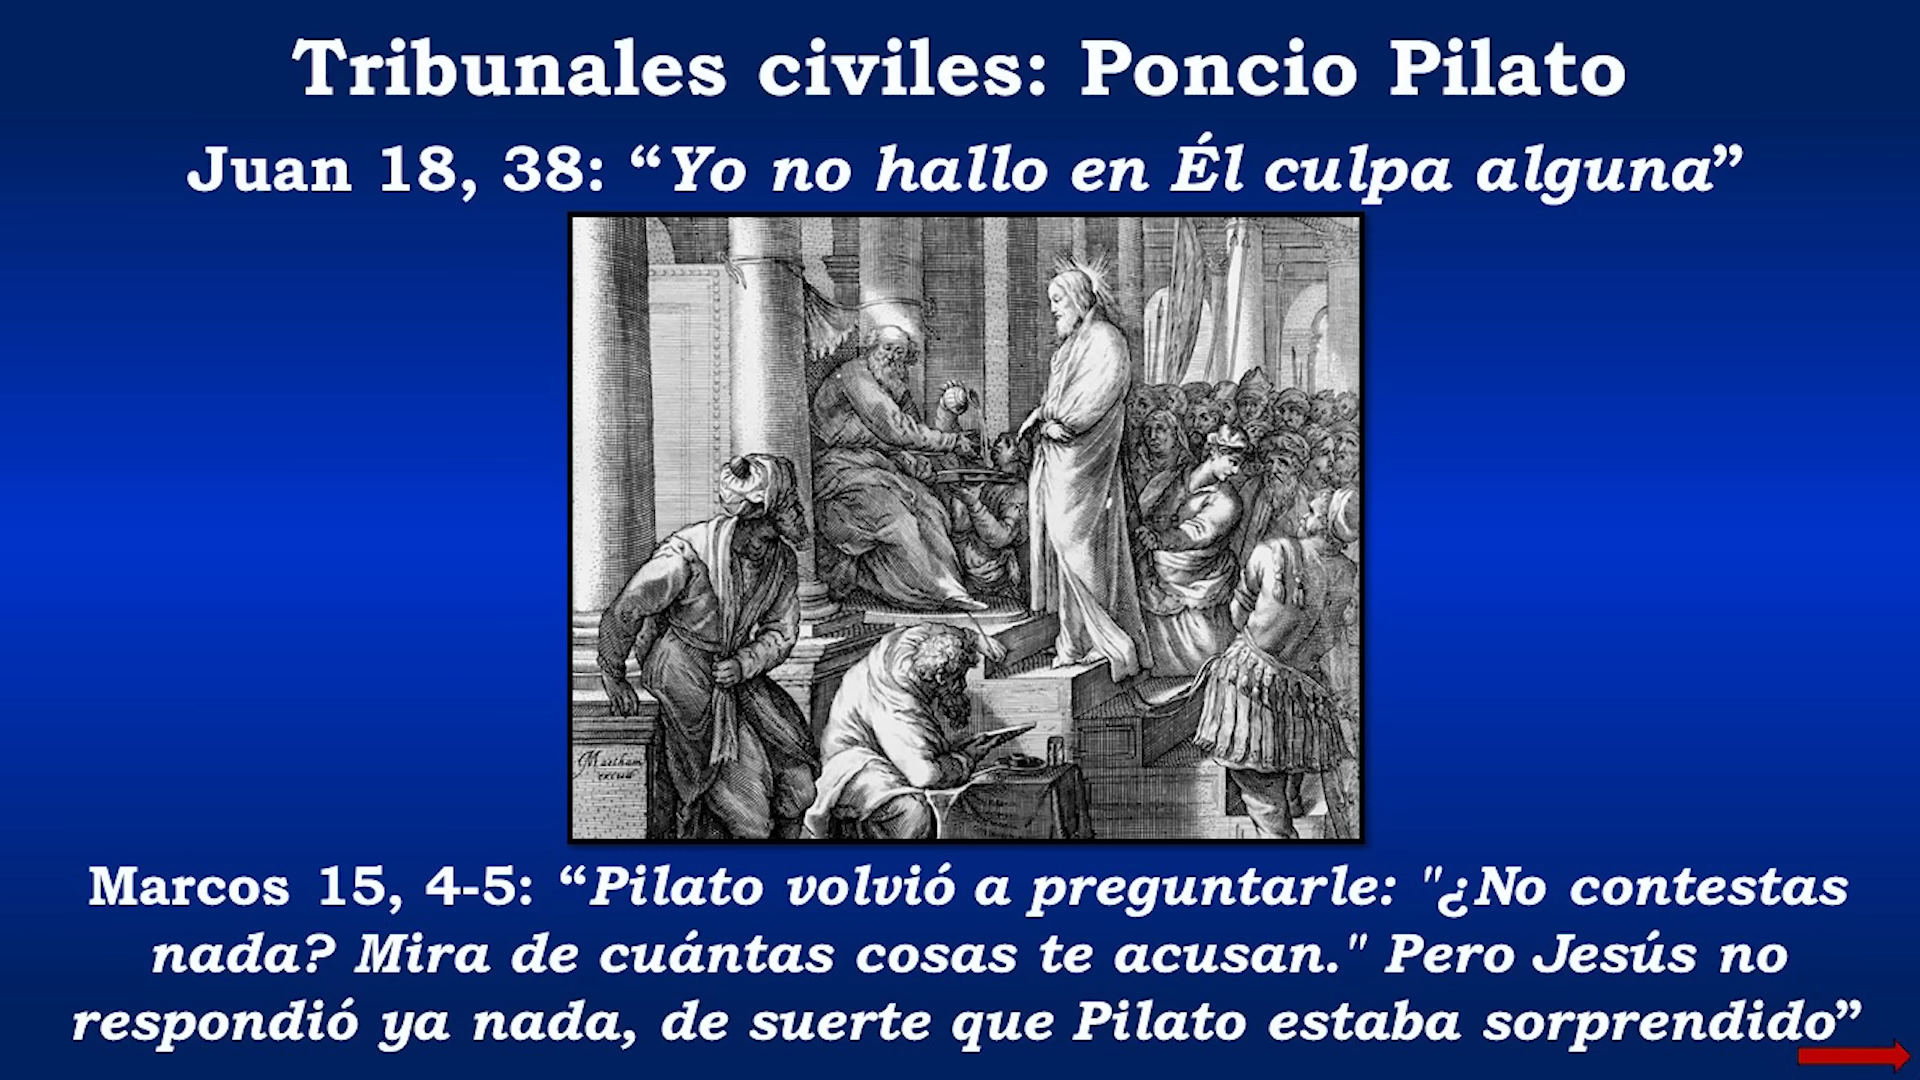 Tribunales civiles: Poncio Pilato
Juan 18, 38: “Yo no hallo en Él culpa alguna”
Martham
excud
Marcos 15, 4-5: “Pilato volvió a preguntarle: "¿No contestas
nada? Mira de cuántas cosas te acusan." Pero Jesús no
respondió ya nada, de suerte que Pilato estaba sorprendido”